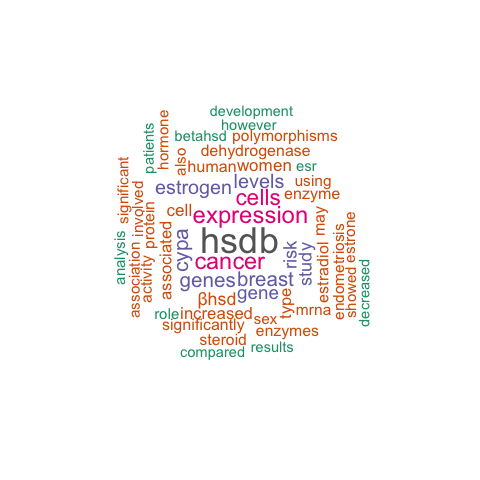 development
however
betahsd polymorphisms
dehydrogenase
human women esr
estrogen levels using
cells enzyme
cell expression may
hsdb
cancer risk
genes breast study
βhsd gene type
role increased sex mrna
significantly enzymes
steroid results
compared
patients
hormone
also
significant
involved
protein
associated
cypa
analysis
association
activity
estradiol
endometriosis
showed estrone
decreased